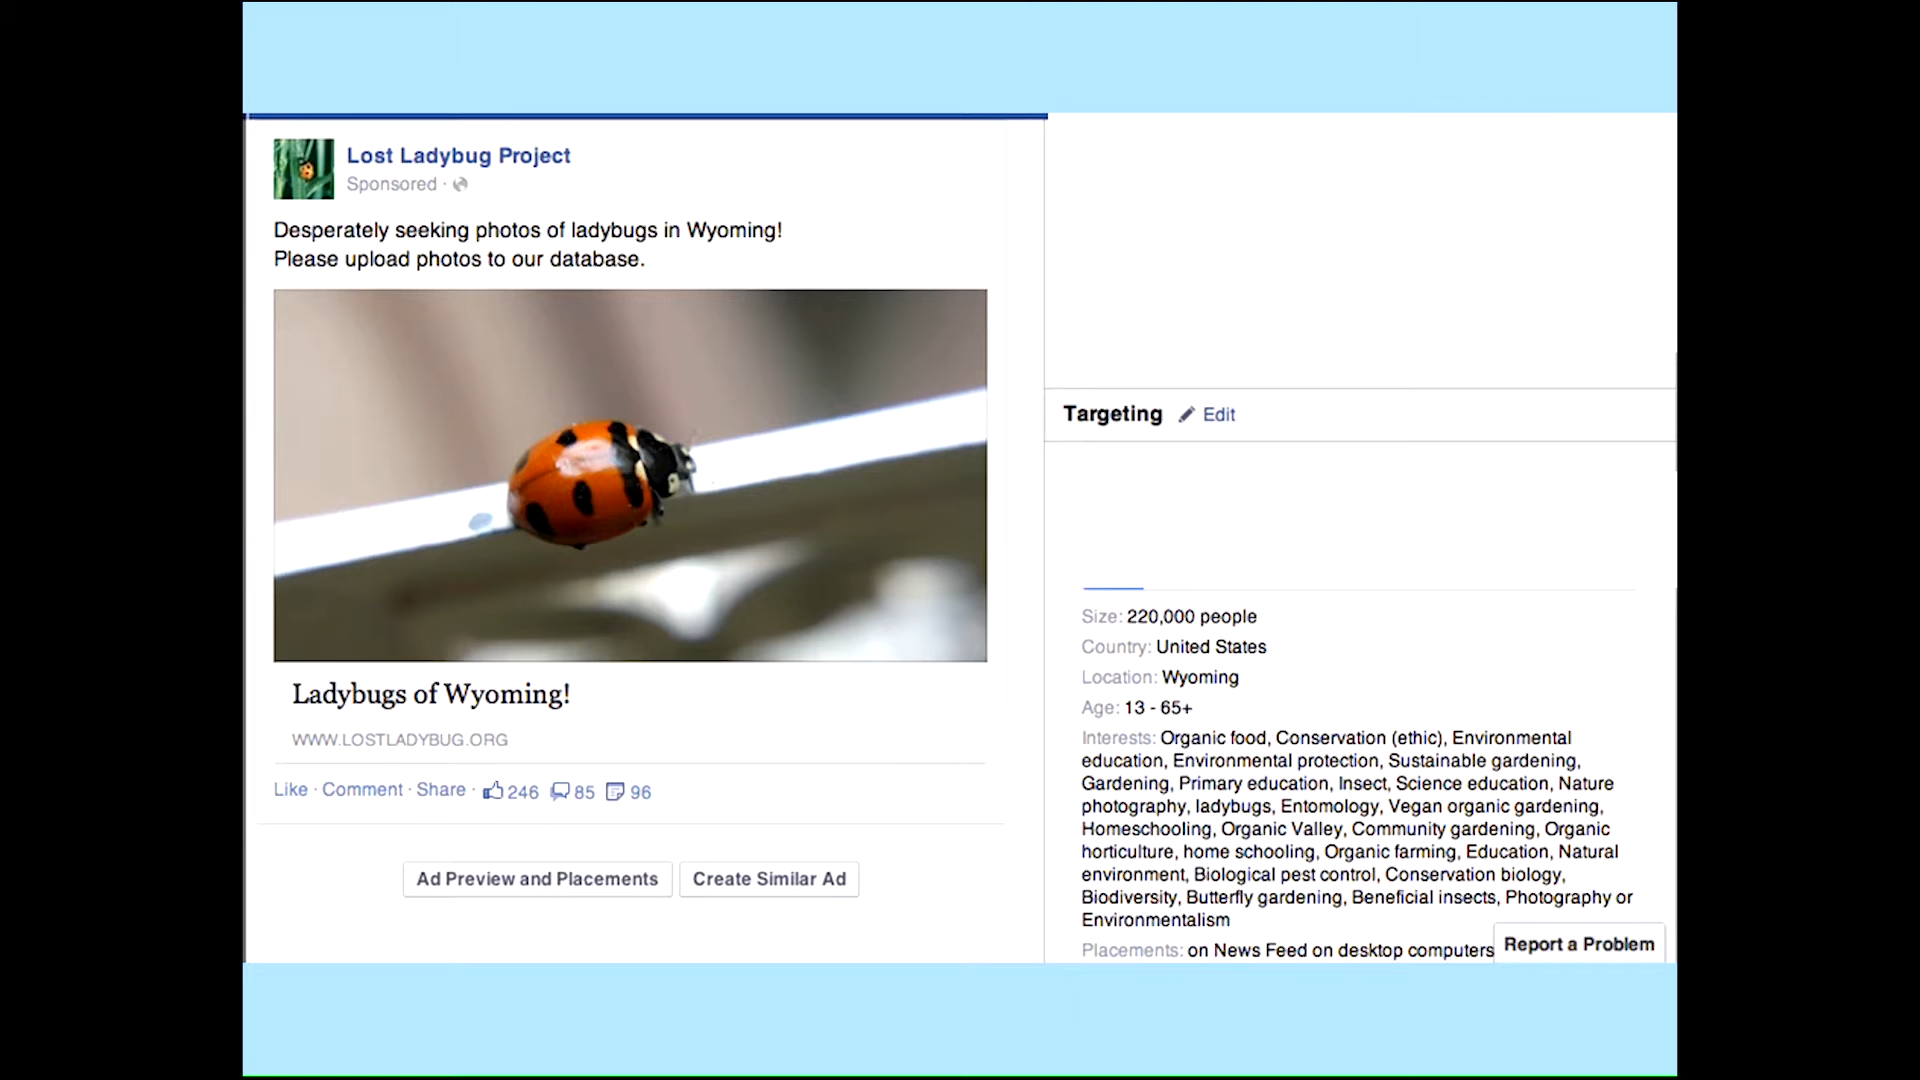 Lost Ladybug Project
Sponsored ·
Desperately seeking photos of ladybugs in Wyoming!
Please upload photos to our database.
Ladybugs of Wyoming!
WWW.LOSTLADYBUG.ORG
Like · Comment · Share · 246 85 96
Ad Preview and Placements
Create Similar Ad
Targeting Edit
Size: 220,000 people
Country: United States
Location: Wyoming
Age: 13 - 65+
Interests: Organic food, Conservation (ethic), Environmental
education, Environmental protection, Sustainable gardening,
Gardening, Primary education, Insect, Science education, Nature
photography, ladybugs, Entomology, Vegan organic gardening,
Homeschooling, Organic Valley, Community gardening, Organic
horticulture, home schooling, Organic farming, Education, Natural
environment, Biological pest control, Conservation biology,
Biodiversity, Butterfly gardening, Beneficial insects, Photography or
Environmentalism
Placements: on News Feed on desktop computers
Report a Problem